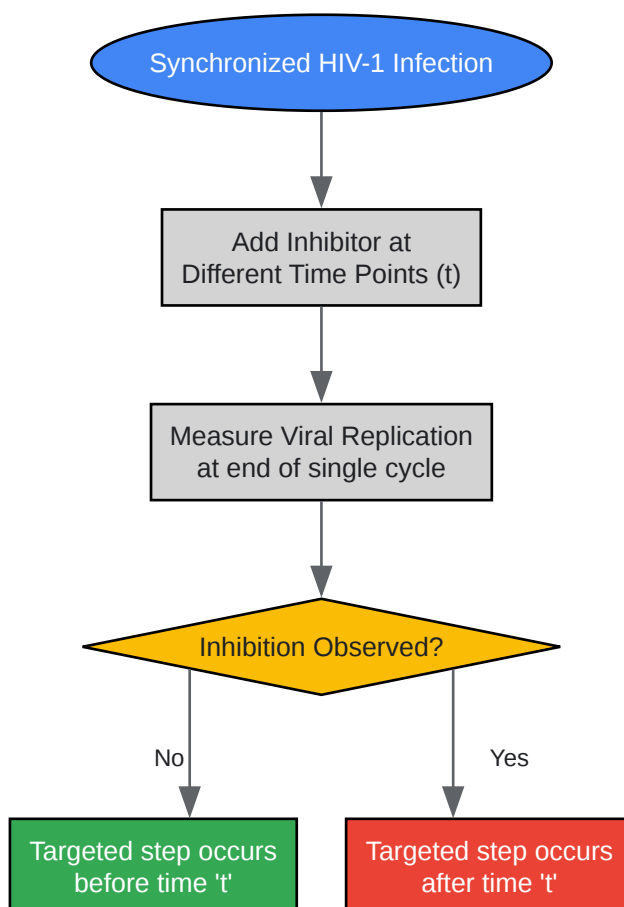 Synchronized HIV-1 Infection
Add Inhibitor at
Different Time Points (t)
Measure Viral Replication
at end of single cycle
Inhibition Observed?
No
Yes
Targeted step occurs
before time 't'
Targeted step occurs
after time 't'